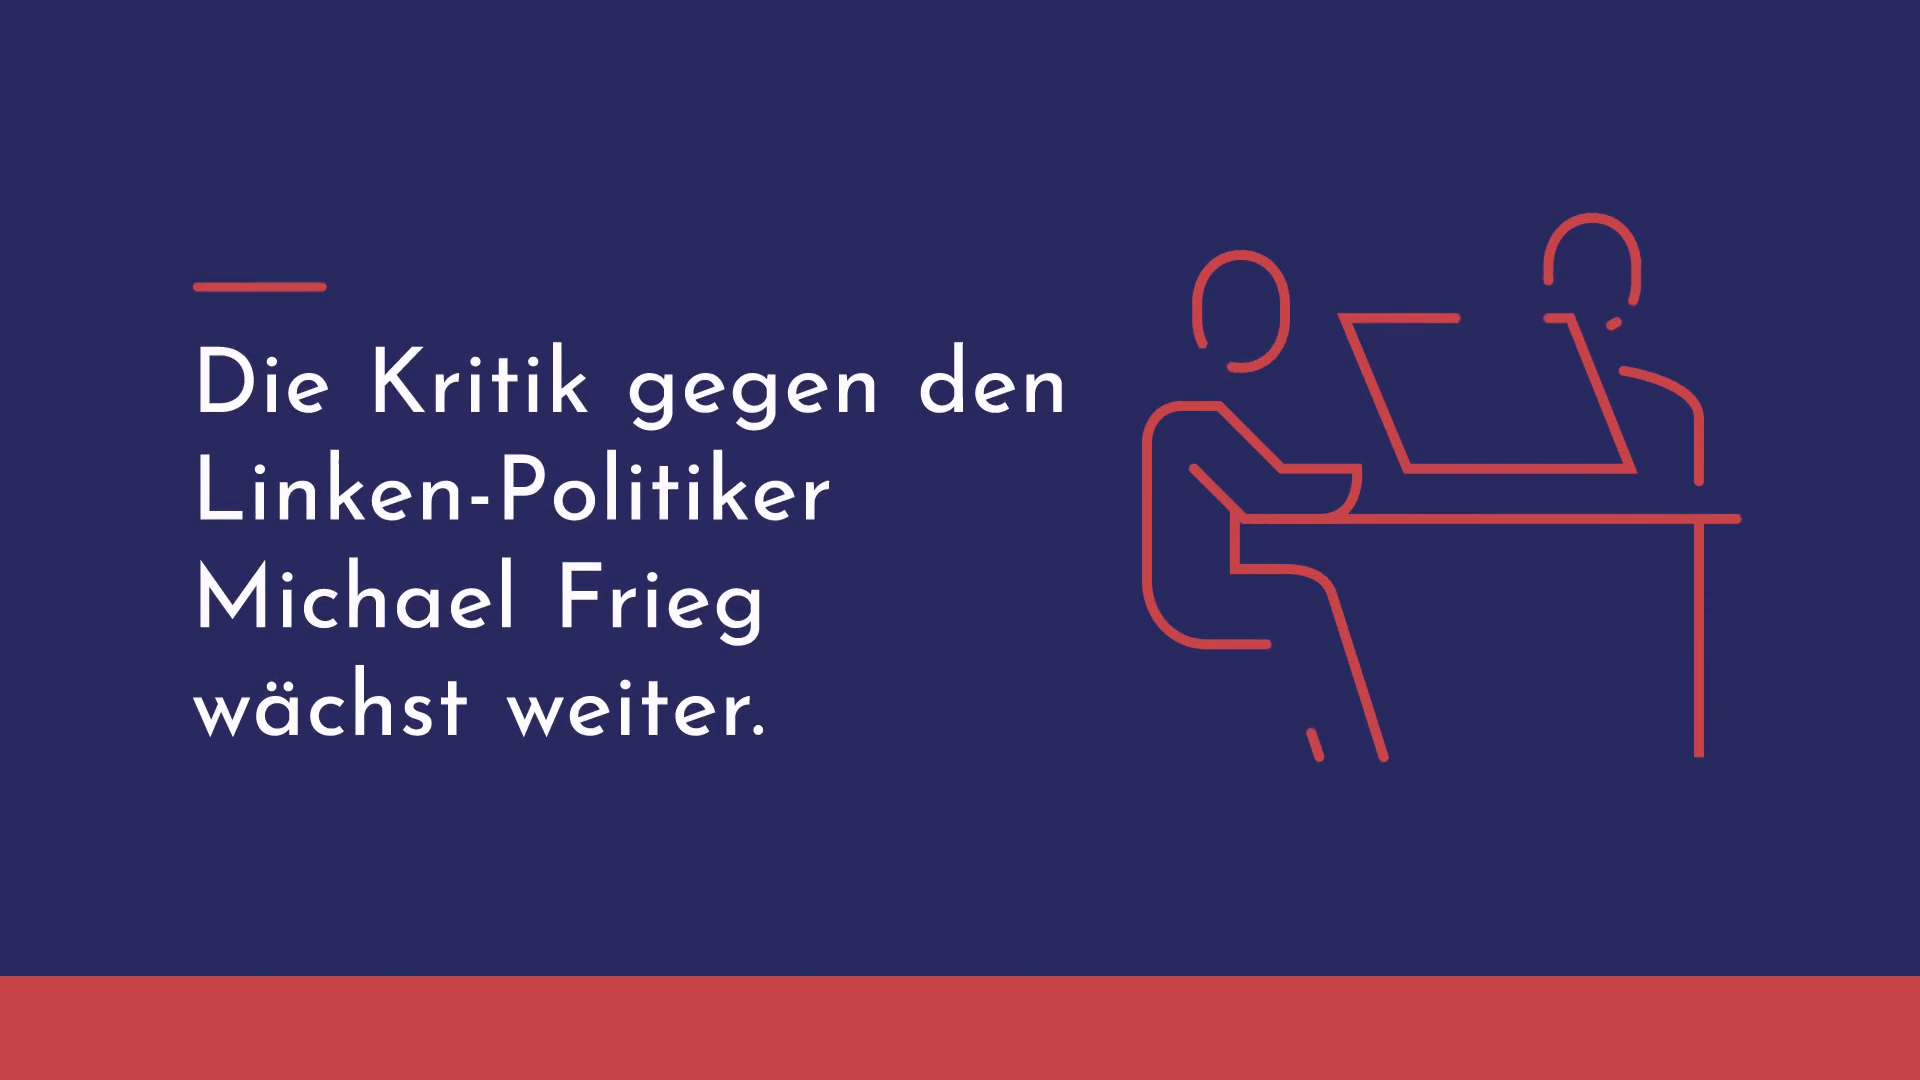 Die Kritik gegen den
Linken-Politiker
Michael Frieg
wächst weiter.